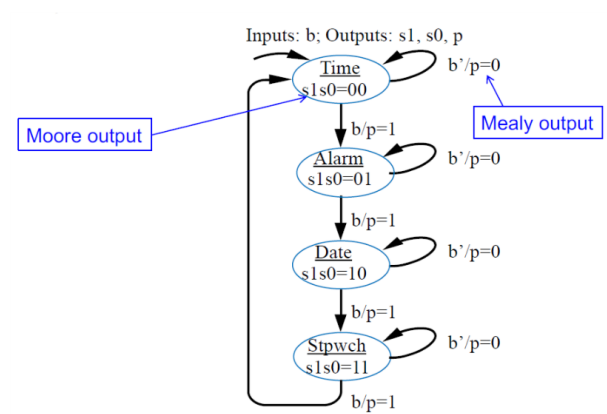 Inputs: b; Outputs: s1, s0, p
Time
s1s0=00
b'/p=0
Moore output
Mealy output
b/p=1
Alarm
s1s0=01
b'/p=0
b/p=1
Date
s1s0=10
b'/p=0
b/p=1
Stpwch
s1s0=11
b'/p=0
b/p=1